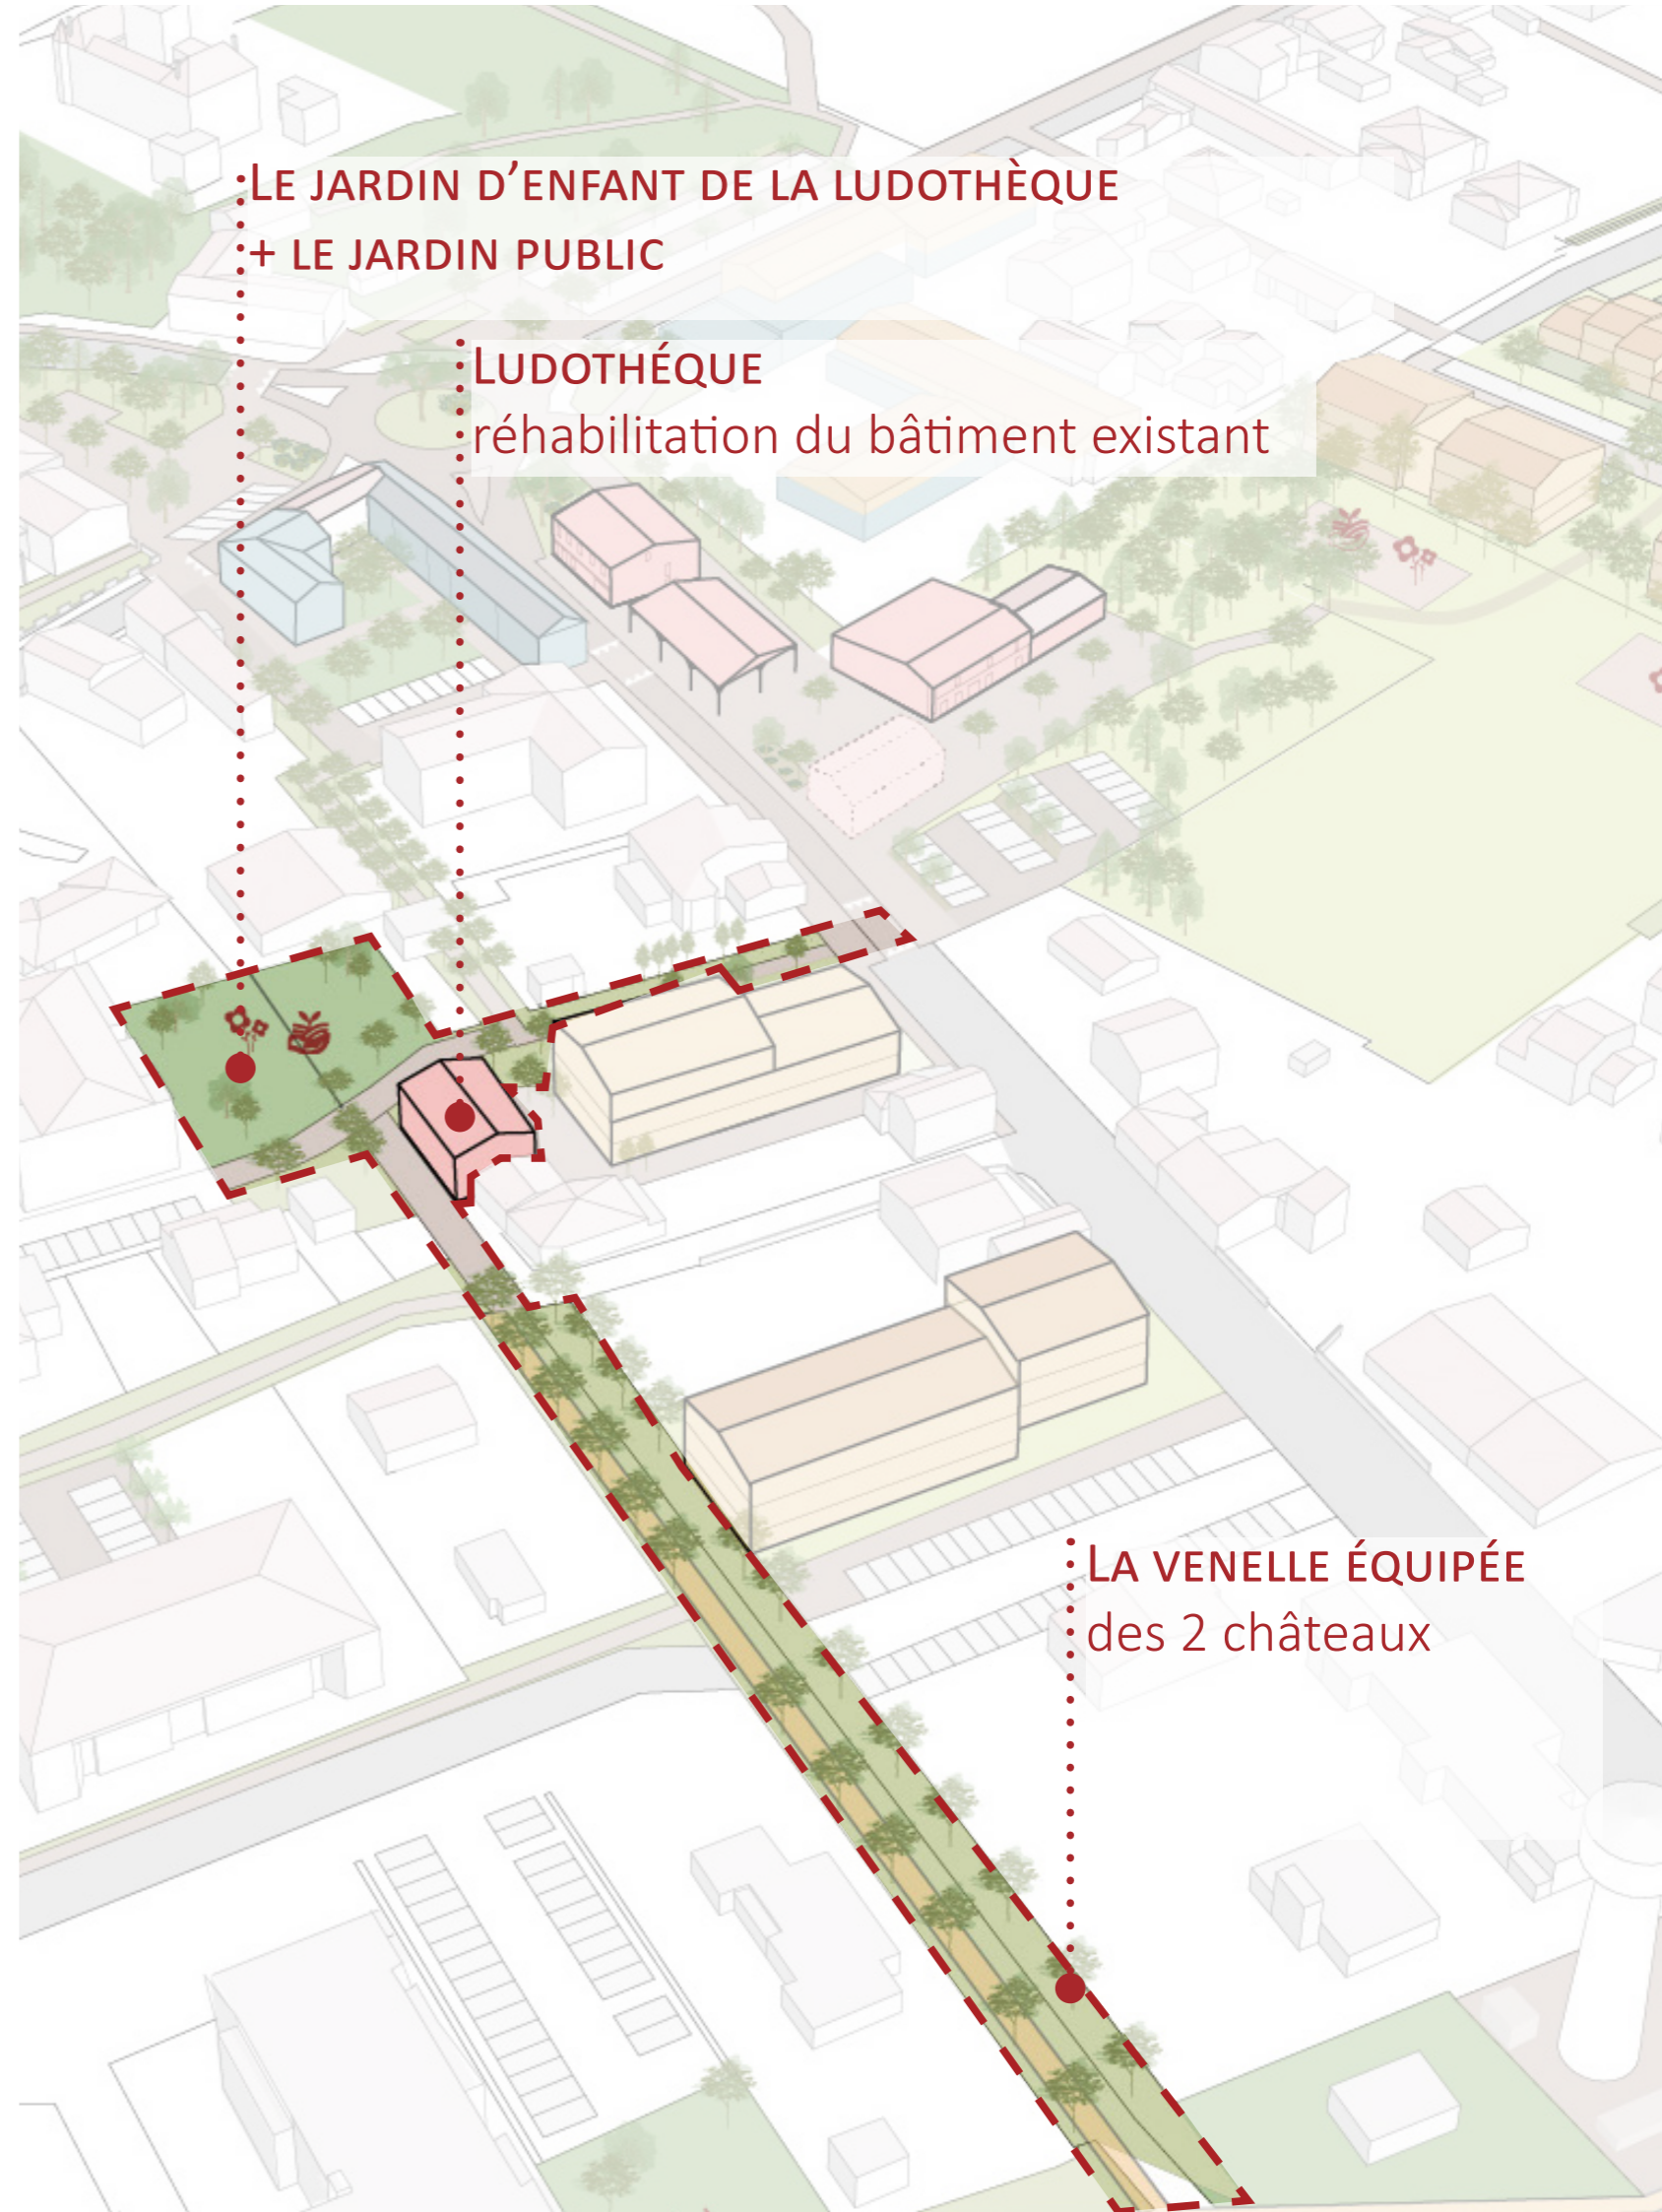 Le jardin d’enfant de la ludothèque
+ le jardin public
Ludothéque
réhabilitation du bâtiment existant
La venelle équipée
des 2 châteaux